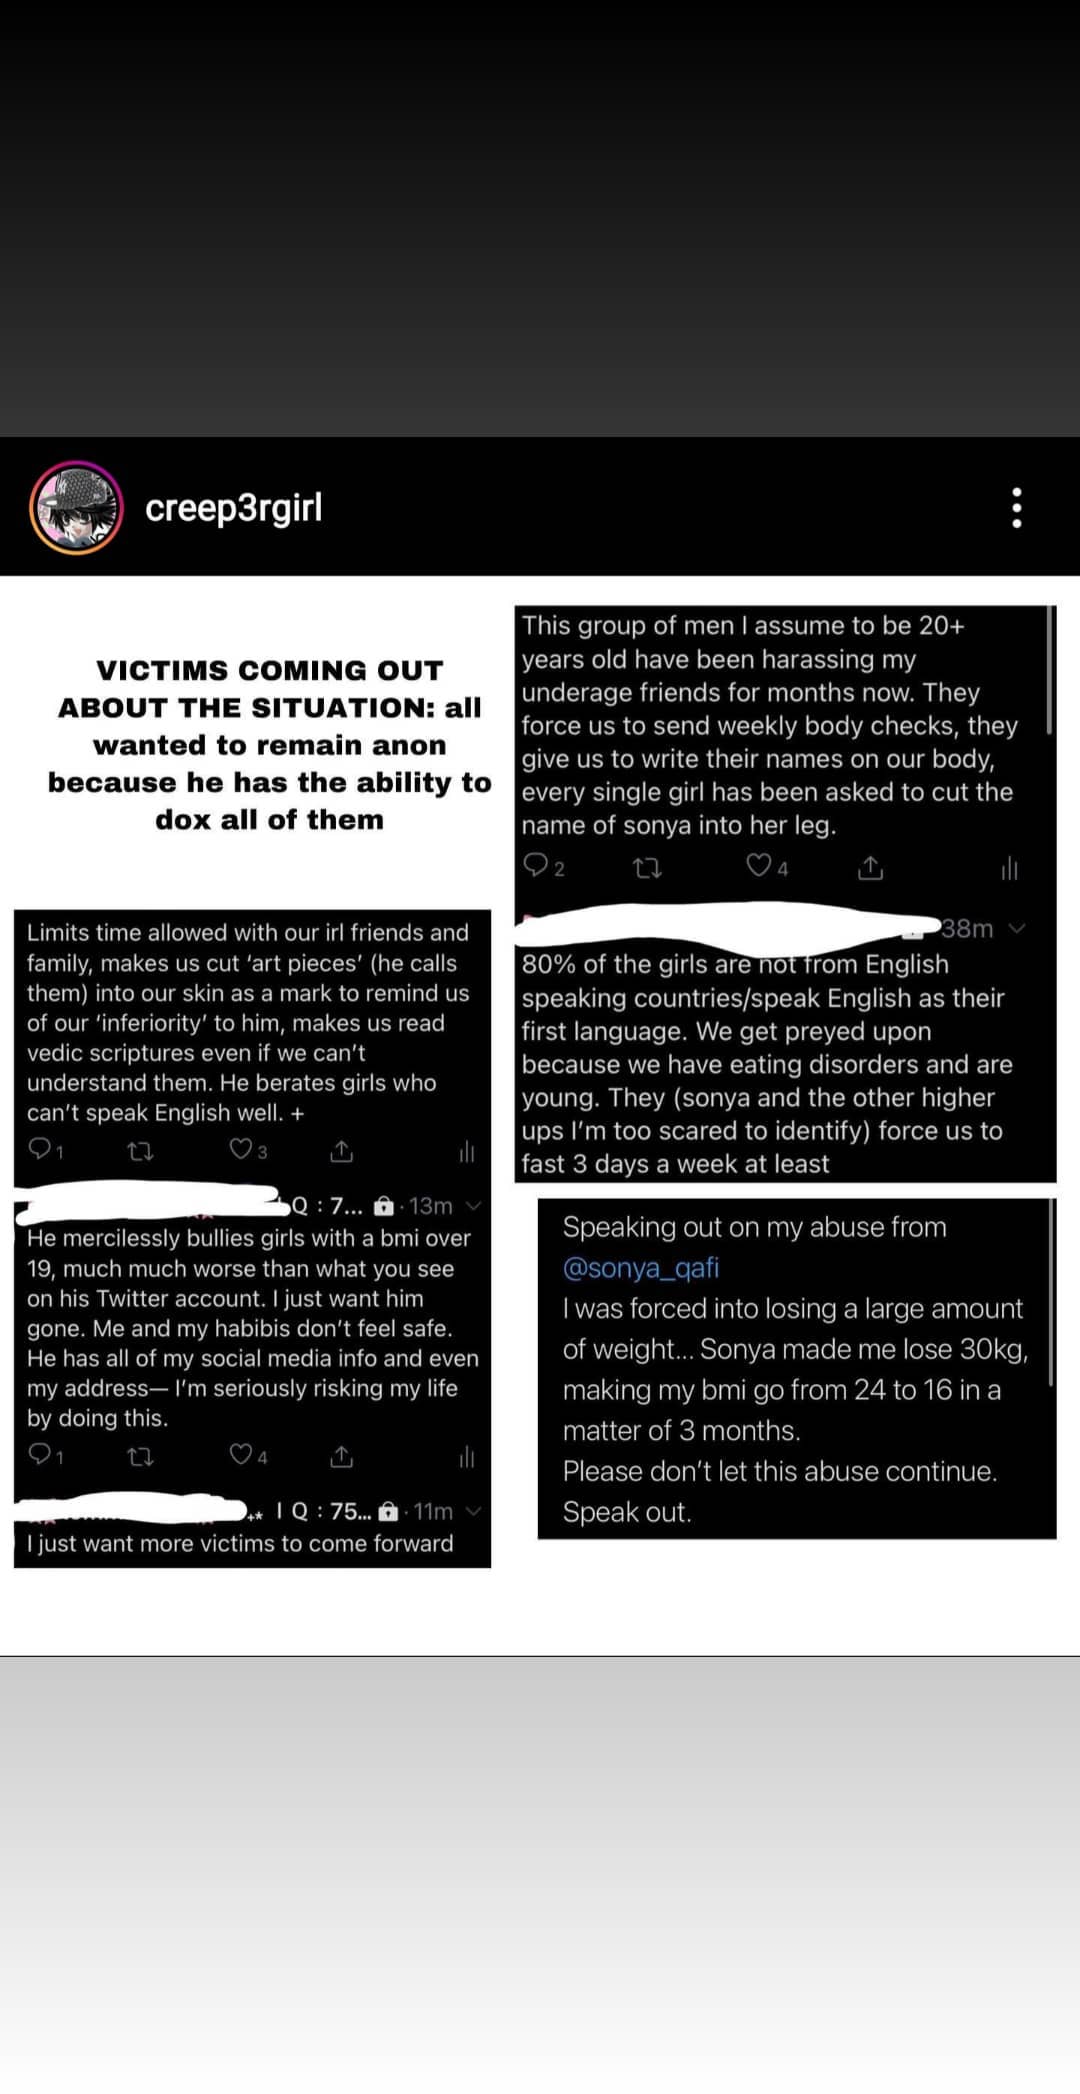 creep3rgirl
VICTIMS COMING OUT
ABOUT THE SITUATION: all
wanted to remain anon
because he has the ability to
dox all of them
Limits time allowed with our irl friends and
family, makes us cut ‘art pieces’ (he calls
them) into our skin as a mark to remind us
of our ‘inferiority’ to him, makes us read
vedic scriptures even if we can’t
understand them. He berates girls who
can’t speak English well. +
1 3
Q : 7... · 13m
He mercilessly bullies girls with a bmi over
19, much much worse than what you see
on his Twitter account. I just want him
gone. Me and my habibis don’t feel safe.
He has all of my social media info and even
my address— I’m seriously risking my life
by doing this.
1 4
I Q : 75... · 11m
I just want more victims to come forward
This group of men I assume to be 20+
years old have been harassing my
underage friends for months now. They
force us to send weekly body checks, they
give us to write their names on our body,
every single girl has been asked to cut the
name of sonya into her leg.
2 4
38m
80% of the girls are not from English
speaking countries/speak English as their
first language. We get preyed upon
because we have eating disorders and are
young. They (sonya and the other higher
ups I’m too scared to identify) force us to
fast 3 days a week at least
Speaking out on my abuse from
@sonya_qafi
I was forced into losing a large amount
of weight... Sonya made me lose 30kg,
making my bmi go from 24 to 16 in a
matter of 3 months.
Please don’t let this abuse continue.
Speak out.